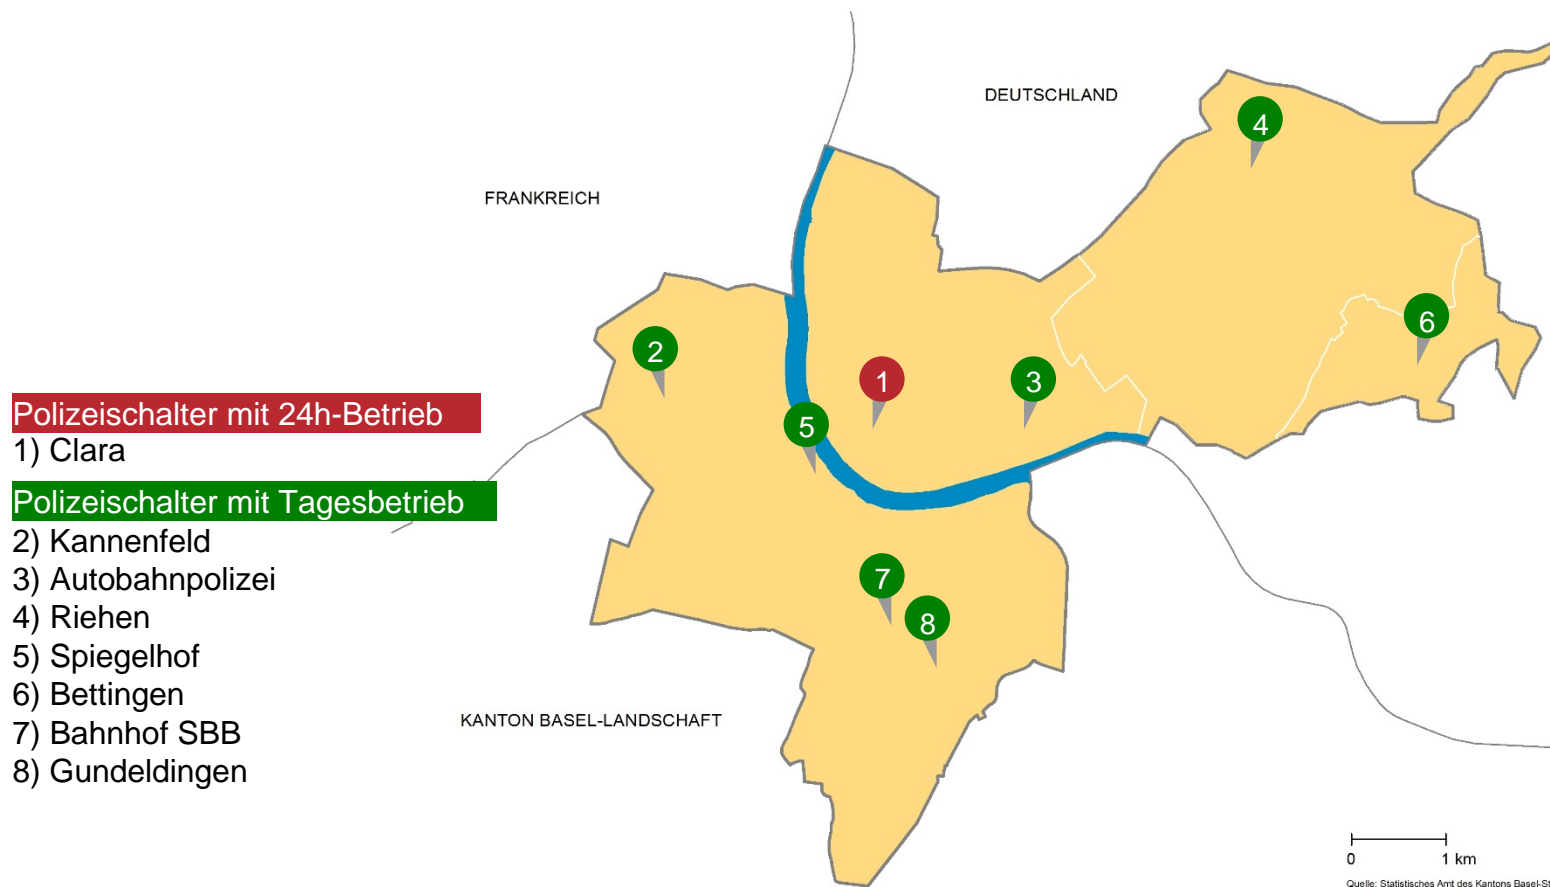 DEUTSCHLAND
FRANKREICH
4
6
2
1
3
5
7
8
Polizeischalter mit 24h-Betrieb
1) Clara
Polizeischalter mit Tagesbetrieb
2) Kannenfeld
3) Autobahnpolizei
4) Riehen
5) Spiegelhof
6) Bettingen
7) Bahnhof SBB
8) Gundeldingen
KANTON BASEL-LANDSCHAFT
0 1 km
Quelle: Statistisches Amt des Kantons Basel-St